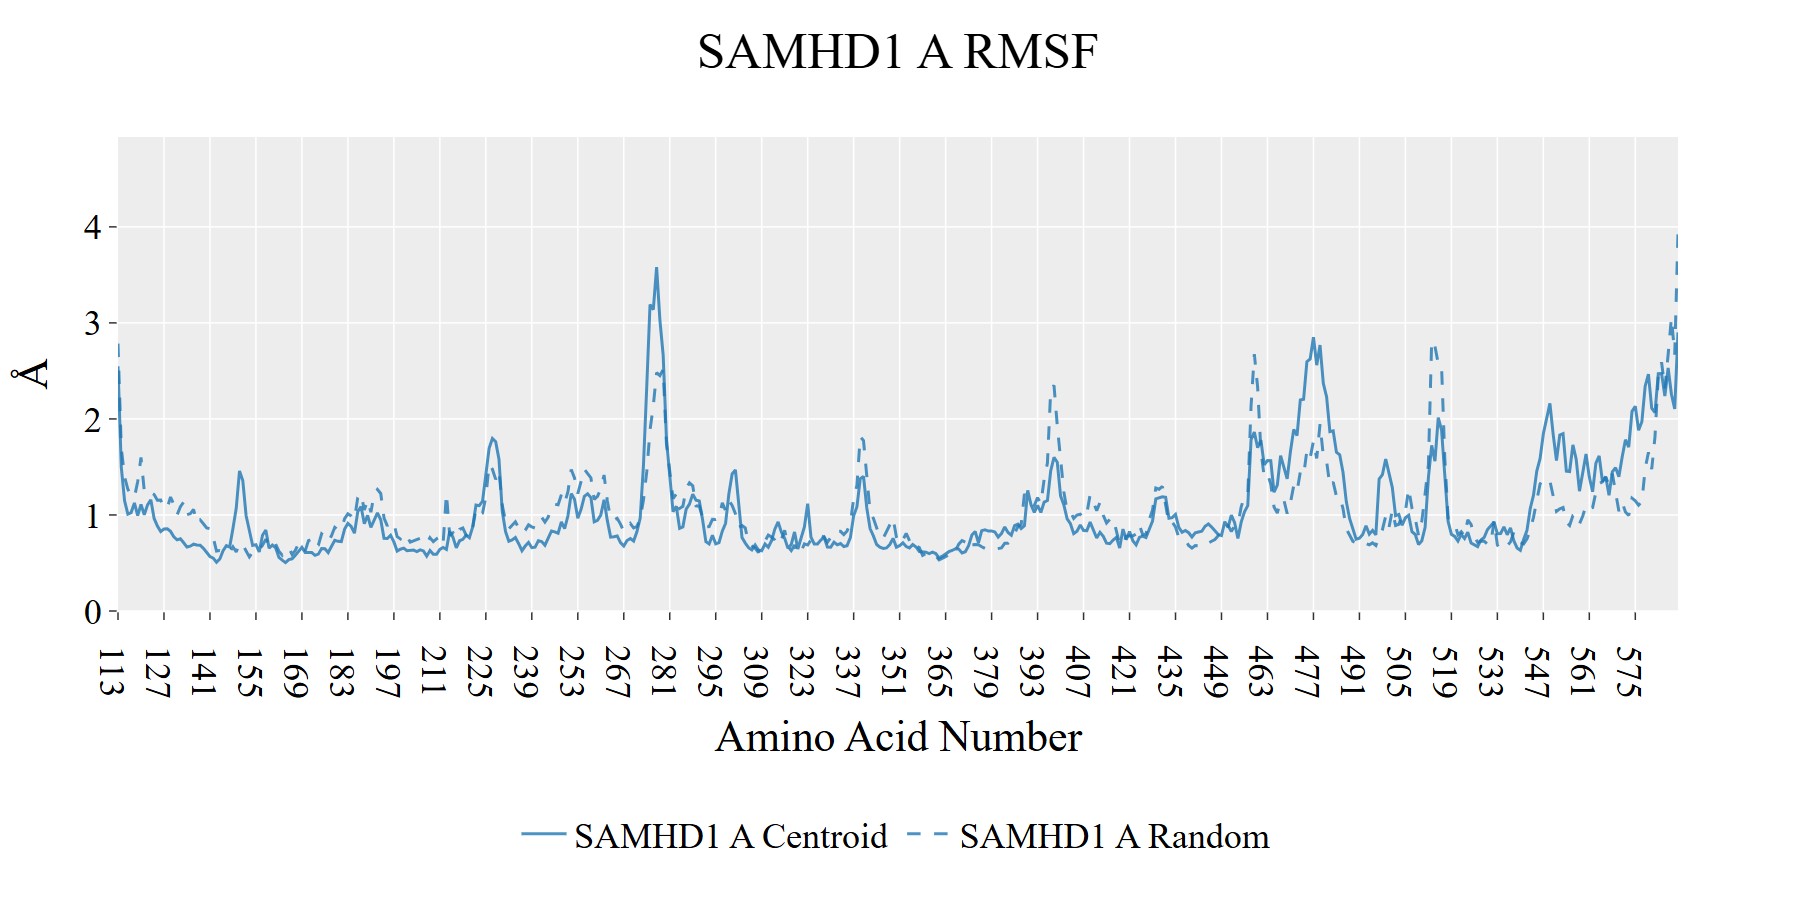 SAMHD1 A RMSF
4
3
2
1
0
Å
113 127 141 155 169 183 197 211 225 239 253 267 281 295 309 323 337 351 365 379 393 407 421 435 449 463 477 491 505 519 533 547 561 575
Amino Acid Number
SAMHD1 A Centroid SAMHD1 A Random